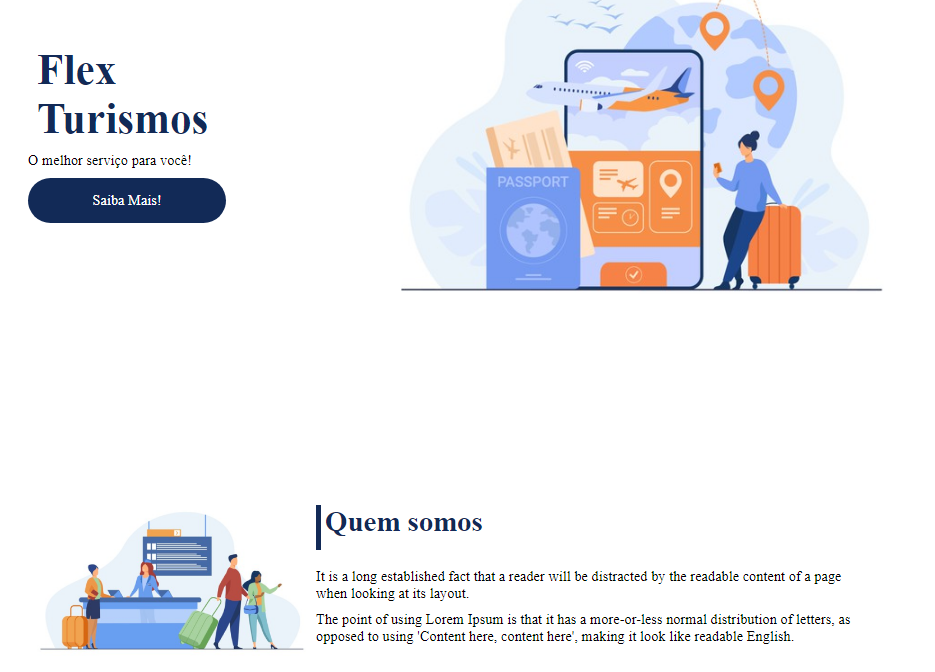 Flex
Turismos
O melhor serviço para você!
Saiba Mais!
PASSPORT
Quem somos
It is a long established fact that a reader will be distracted by the readable content of a page
when looking at its layout.
The point of using Lorem Ipsum is that it has a more-or-less normal distribution of letters, as
opposed to using 'Content here, content here', making it look like readable English.